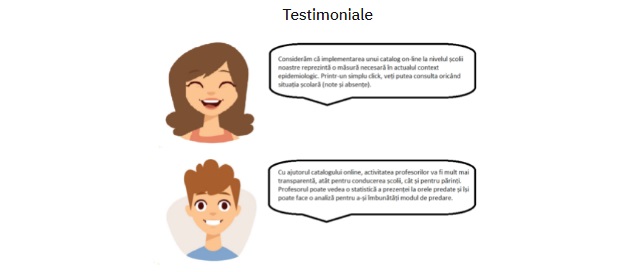 Testimoniale
Considerăm că implementarea unui catalog on-line la nivelul școlii
noastre reprezintă o măsură necesară în actualul context
epidemiologic. Printr-un simplu click, veți putea consulta oricând
situația școlară (note și absențe).
Cu ajutorul catalogului online, activitatea profesorilor va fi mult mai
transparentă, atât pentru conducerea școlii, cât și pentru părinți.
Profesorul poate vedea o statistică a prezenței la orele predate și își
poate face o analiză pentru a-și îmbunătăți modul de predare.